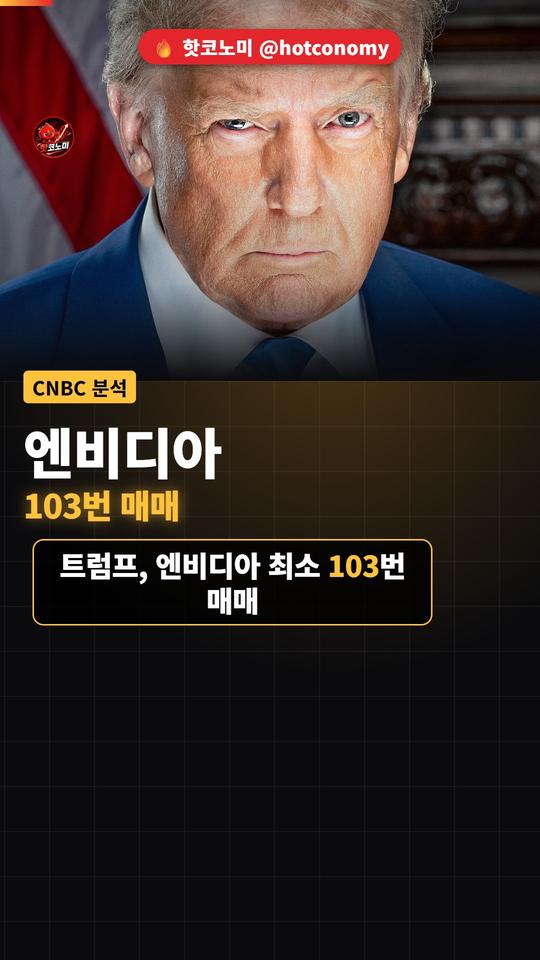 🔥 핫코노미 @hotconomy
핫코노미
CNBC 분석
엔비디아
103번 매매
트럼프, 엔비디아 최소 103번
매매